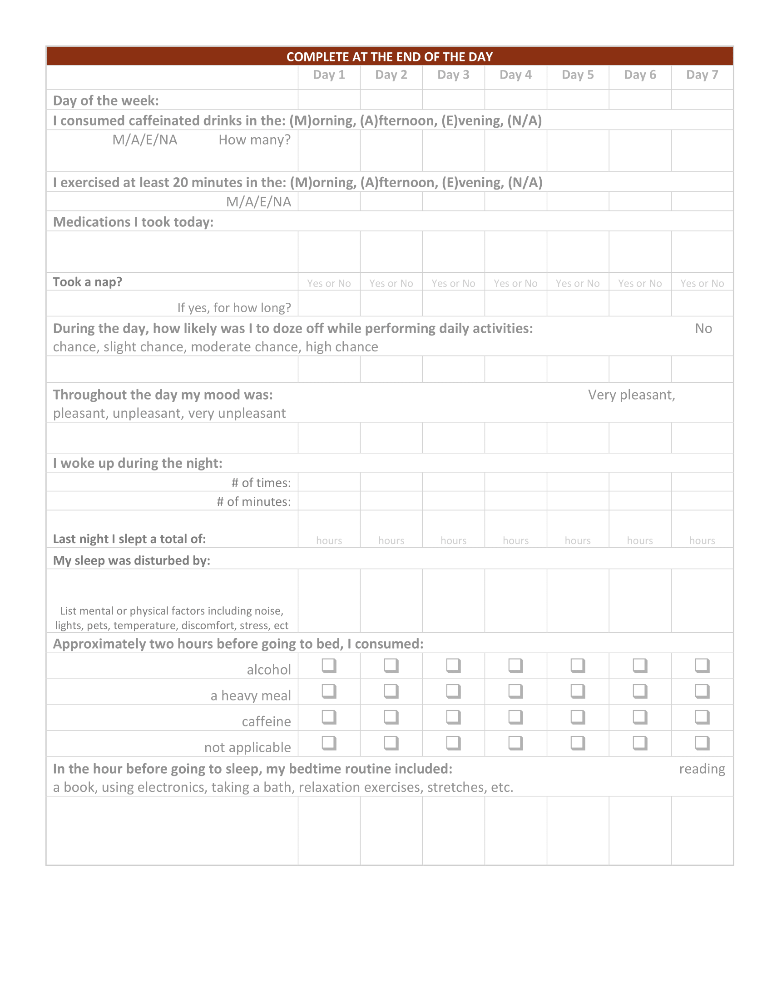 COMPLETE AT THE END OF THE DAY
Day 1 Day 2 Day 3 Day 4 Day 5 Day 6 Day 7
Day of the week:
I consumed caffeinated drinks in the: (M)orning, (A)fternoon, (E)vening, (N/A)
M/A/E/NA How many?
I exercised at least 20 minutes in the: (M)orning, (A)fternoon, (E)vening, (N/A)
M/A/E/NA
Medications I took today:
Took a nap? Yes or No Yes or No Yes or No Yes or No Yes or No Yes or No Yes or No
If yes, for how long?
During the day, how likely was I to doze off while performing daily activities: No
chance, slight chance, moderate chance, high chance
Throughout the day my mood was: Very pleasant,
pleasant, unpleasant, very unpleasant
I woke up during the night:
# of times:
# of minutes:
Last night I slept a total of: hours hours hours hours hours hours hours
My sleep was disturbed by:
List mental or physical factors including noise,
lights, pets, temperature, discomfort, stress, ect
Approximately two hours before going to bed, I consumed:
alcohol
a heavy meal
caffeine
not applicable
In the hour before going to sleep, my bedtime routine included: reading
a book, using electronics, taking a bath, relaxation exercises, stretches, etc.